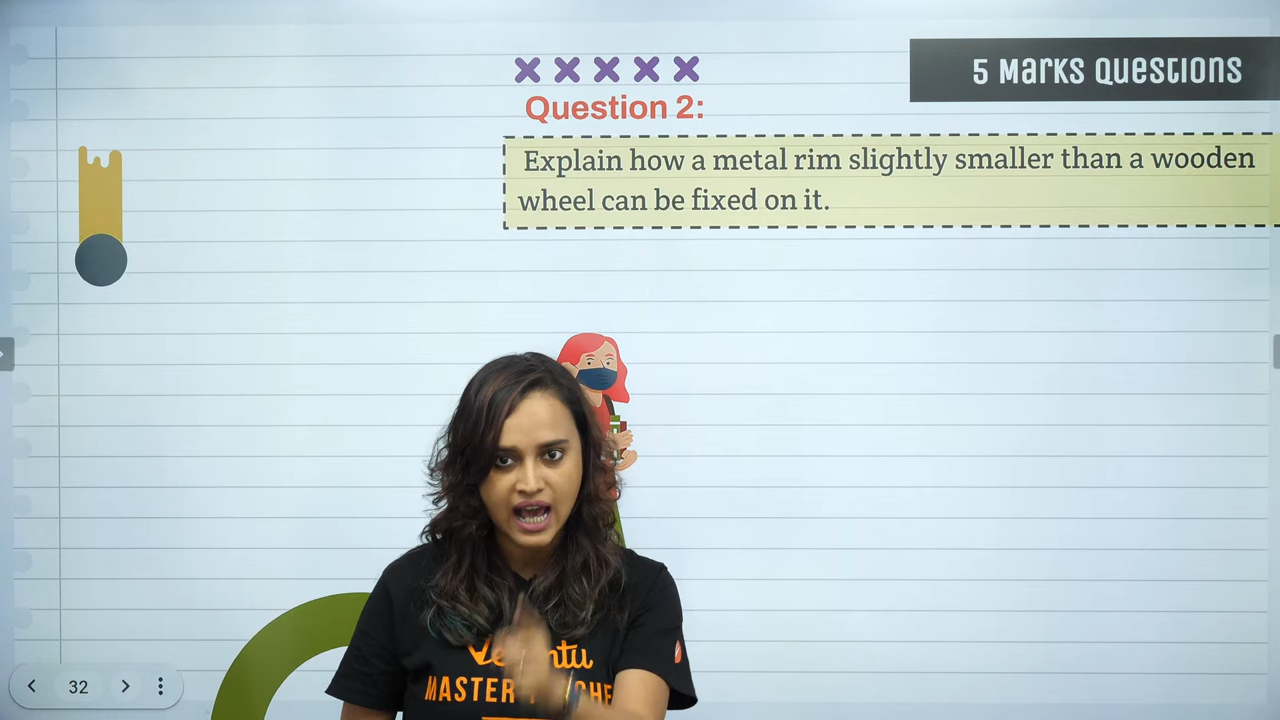 5 Marks Questions
Question 2:
Explain how a metal rim slightly smaller than a wooden
wheel can be fixed on it.
32
MASTER